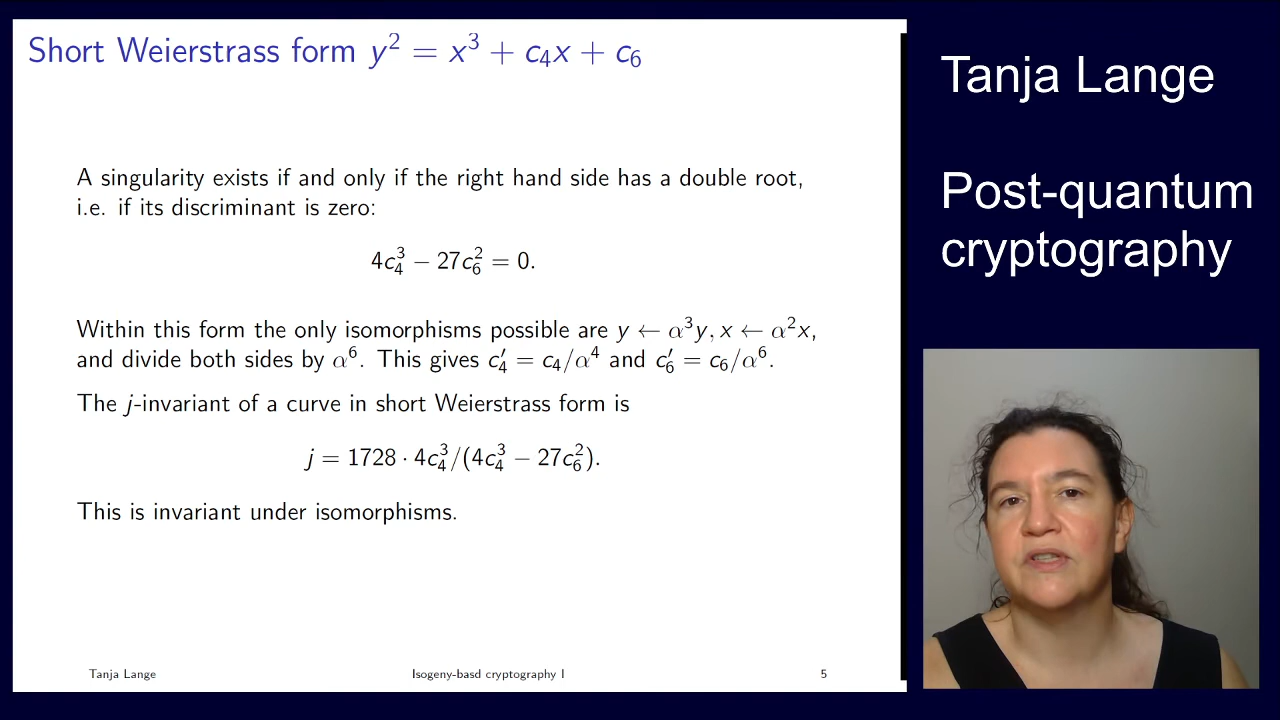 Short Weierstrass form y² = x³ + c₄x + c₆
A singularity exists if and only if the right hand side has a double root,
i.e. if its discriminant is zero:
4c₄³ − 27c₆² = 0.
Within this form the only isomorphisms possible are y ← α³y, x ← α²x,
and divide both sides by α⁶. This gives c₄′ = c₄/α⁴ and c₆′ = c₆/α⁶.
The j-invariant of a curve in short Weierstrass form is
j = 1728 · 4c₄³/(4c₄³ − 27c₆²).
This is invariant under isomorphisms.
Tanja Lange
Isogeny-basd cryptography I
5
Tanja Lange
Post-quantum
cryptography